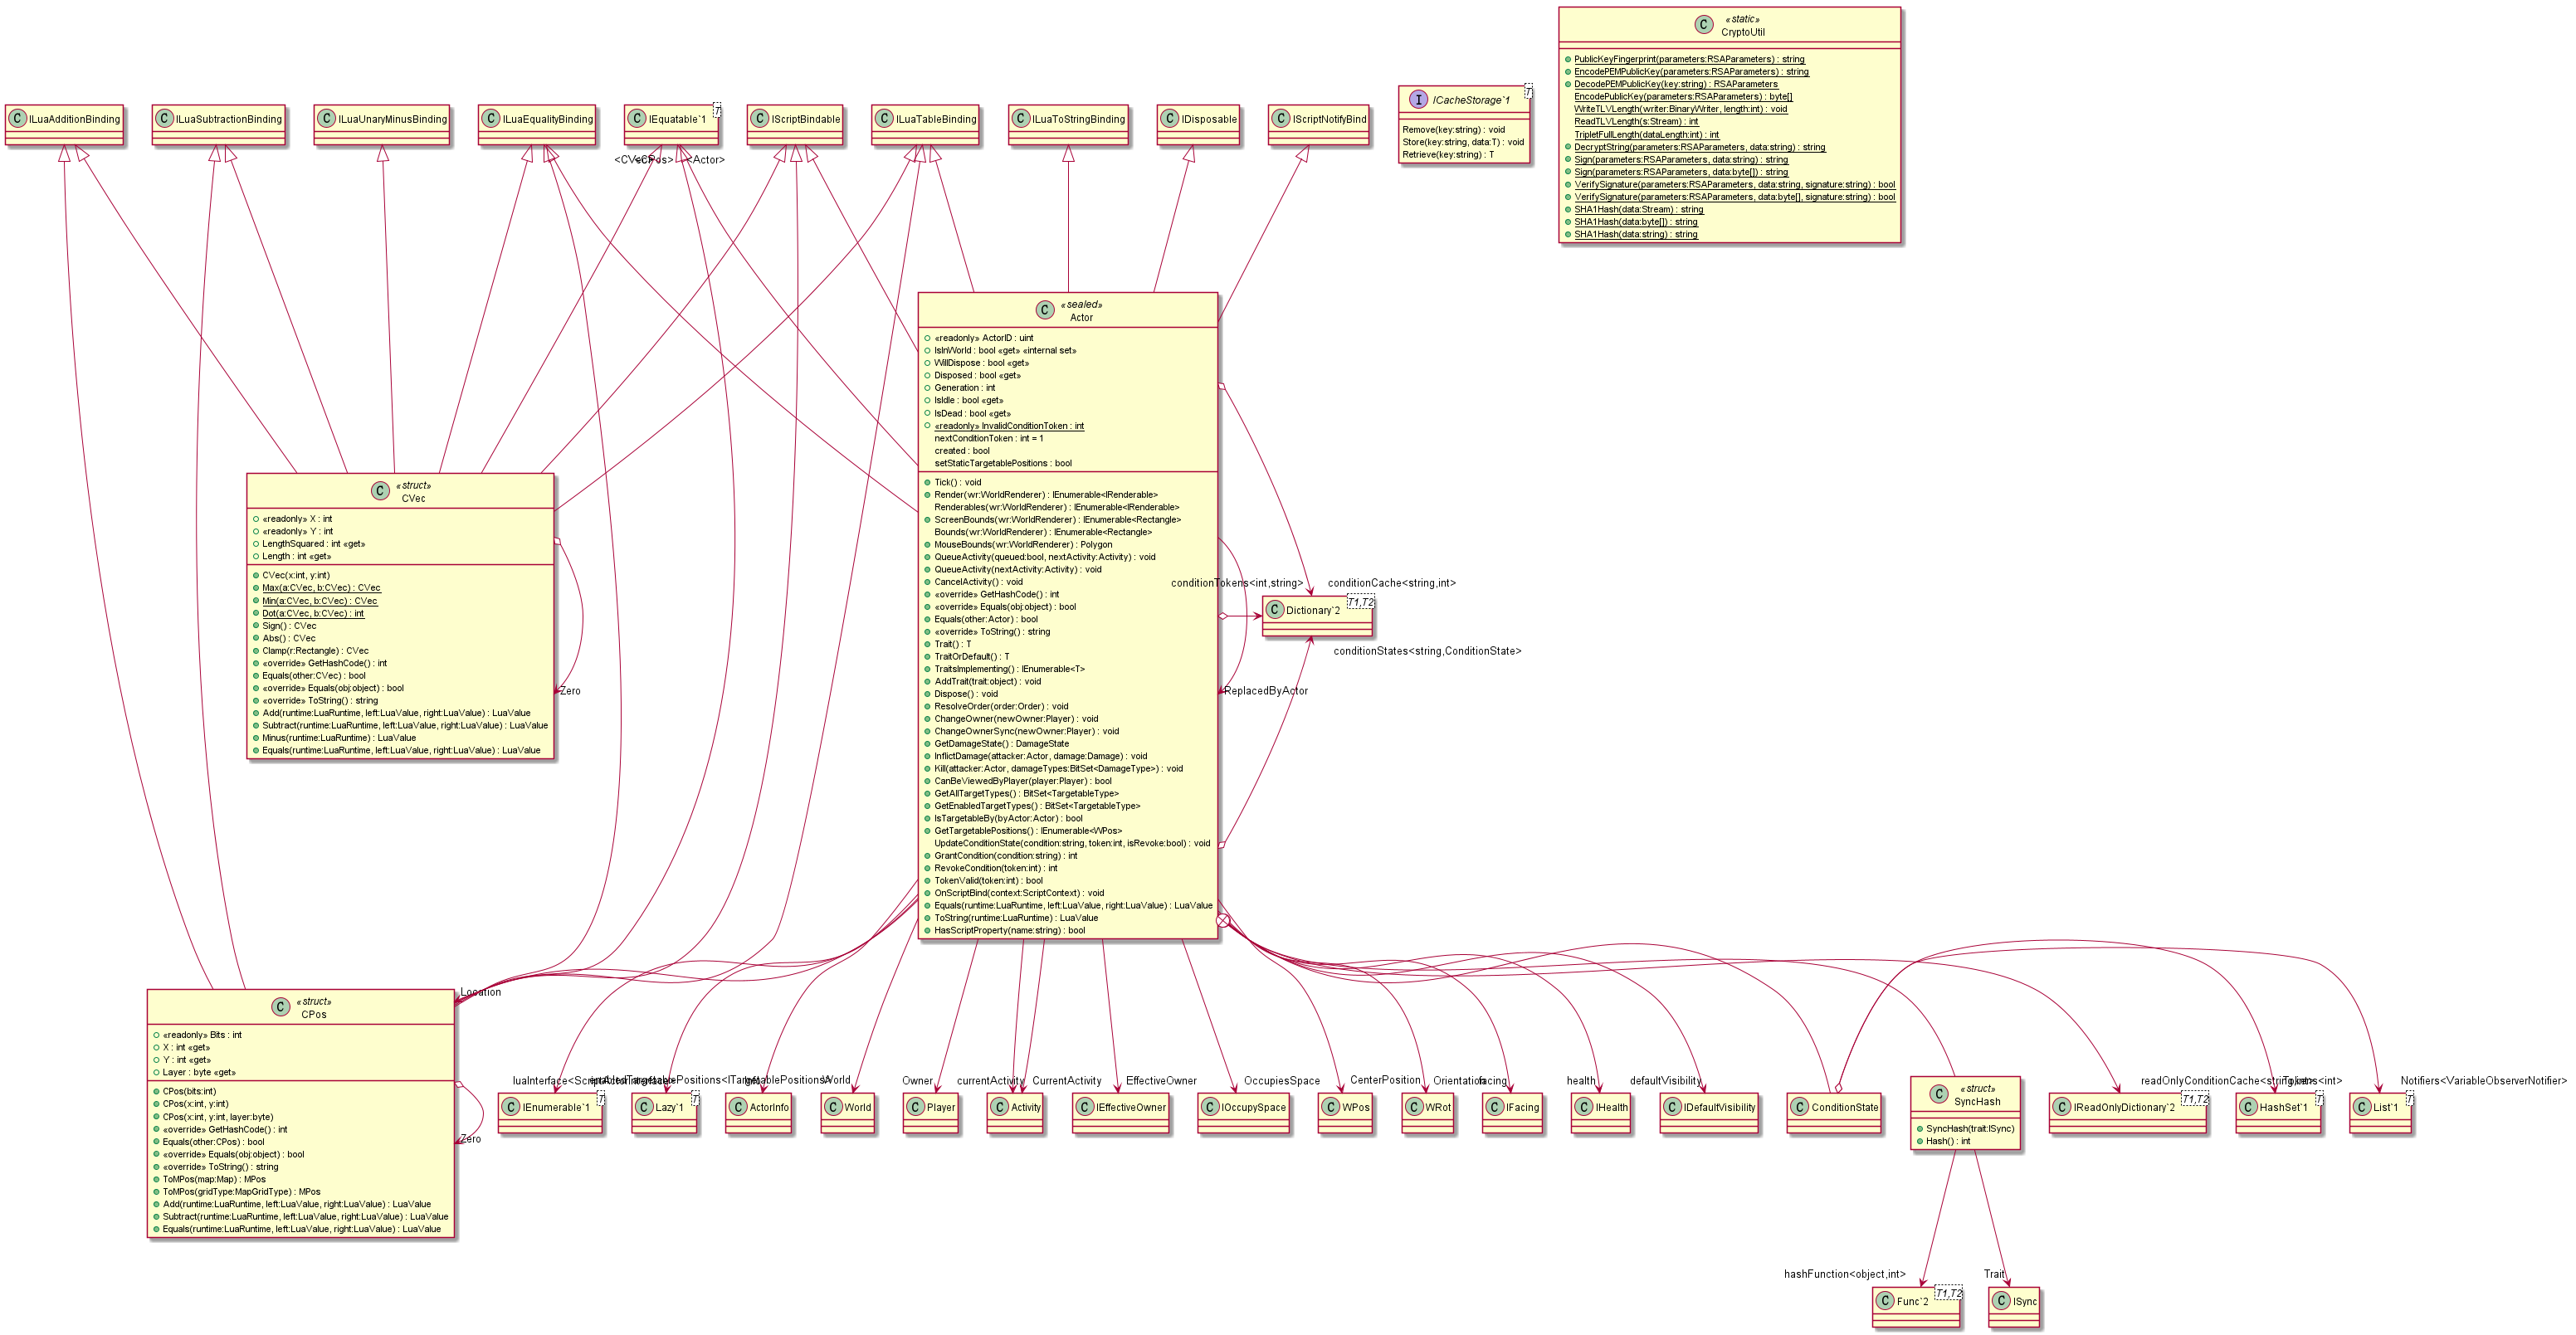 «static»
CryptoUtil
PublicKeyFingerprint(parameters:RSAParameters) : string
EncodePEMPublicKey(parameters:RSAParameters) : string
DecodePEMPublicKey(key:string) : RSAParameters
EncodePublicKey(parameters:RSAParameters) : byte[]
WriteTLVLength(writer:BinaryWriter, length:int) : void
ReadTLVLength(s:Stream) : int
TripletFullLength(dataLength:int) : int
DecryptString(parameters:RSAParameters, data:string) : string
Sign(parameters:RSAParameters, data:string) : string
Sign(parameters:RSAParameters, data:byte[]) : string
VerifySignature(parameters:RSAParameters, data:string, signature:string) : bool
VerifySignature(parameters:RSAParameters, data:byte[], signature:string) : bool
SHA1Hash(data:Stream) : string
SHA1Hash(data:byte[]) : string
SHA1Hash(data:string) : string
C ILuaAdditionBinding
C ILuaSubtractionBinding
C ILuaUnaryMinusBinding
C ILuaEqualityBinding
C IEquatable`1 T
C IScriptBindable
C ILuaTableBinding
C ILuaToStringBinding
C IDisposable
C IScriptNotifyBind
I ICacheStorage`1 T
Remove(key:string) : void
Store(key:string, data:T) : void
Retrieve(key:string) : T
<CPos>
<Actor>
«sealed»
C Actor
«readonly» ActorID : uint
IsInWorld : bool «get» «internal set»
WillDispose : bool «get»
Disposed : bool «get»
Generation : int
IsIdle : bool «get»
IsDead : bool «get»
«readonly» InvalidConditionToken : int
nextConditionToken : int = 1
created : bool
setStaticTargetablePositions : bool
Tick() : void
Render(wr:WorldRenderer) : IEnumerable<IRenderable>
Renderables(wr:WorldRenderer) : IEnumerable<IRenderable>
ScreenBounds(wr:WorldRenderer) : IEnumerable<Rectangle>
Bounds(wr:WorldRenderer) : IEnumerable<Rectangle>
MouseBounds(wr:WorldRenderer) : Polygon
QueueActivity(queued:bool, nextActivity:Activity) : void
QueueActivity(nextActivity:Activity) : void
CancelActivity() : void
«override» GetHashCode() : int
«override» Equals(obj:object) : bool
Equals(other:Actor) : bool
«override» ToString() : string
Trait() : T
TraitOrDefault() : T
TraitsImplementing() : IEnumerable<T>
AddTrait(trait:object) : void
Dispose() : void
ResolveOrder(order:Order) : void
ChangeOwner(newOwner:Player) : void
ChangeOwnerSync(newOwner:Player) : void
GetDamageState() : DamageState
InflictDamage(attacker:Actor, damage:Damage) : void
Kill(attacker:Actor, damageTypes:BitSet<DamageType>) : void
CanBeViewedByPlayer(player:Player) : bool
GetAllTargetTypes() : BitSet<TargetableType>
GetEnabledTargetTypes() : BitSet<TargetableType>
IsTargetableBy(byActor:Actor) : bool
GetTargetablePositions() : IEnumerable<WPos>
UpdateConditionState(condition:string, token:int, isRevoke:bool) : void
GrantCondition(condition:string) : int
RevokeCondition(token:int) : int
TokenValid(token:int) : bool
OnScriptBind(context:ScriptContext) : void
Equals(runtime:LuaRuntime, left:LuaValue, right:LuaValue) : LuaValue
ToString(runtime:LuaRuntime) : LuaValue
HasScriptProperty(name:string) : bool
«struct»
C CVec
«readonly» X : int
«readonly» Y : int
LengthSquared : int «get»
Length : int «get»
CVec(x:int, y:int)
Max(a:CVec, b:CVec) : CVec
Min(a:CVec, b:CVec) : CVec
Dot(a:CVec, b:CVec) : int
Sign() : CVec
Abs() : CVec
Clamp(r:Rectangle) : CVec
«override» GetHashCode() : int
Equals(other:CVec) : bool
«override» Equals(obj:object) : bool
«override» ToString() : string
Add(runtime:LuaRuntime, left:LuaValue, right:LuaValue) : LuaValue
Subtract(runtime:LuaRuntime, left:LuaValue, right:LuaValue) : LuaValue
Minus(runtime:LuaRuntime) : LuaValue
Equals(runtime:LuaRuntime, left:LuaValue, right:LuaValue) : LuaValue
Zero
conditionTokens<int,string>
conditionCache<string,int>
C Dictionary`2 T1,T2
conditionStates<string,ConditionState>
ReplacedByActor
Location
«struct»
C CPos
«readonly» Bits : int
X : int «get»
Y : int «get»
Layer : byte «get»
CPos(bits:int)
CPos(x:int, y:int)
CPos(x:int, y:int, layer:byte)
«override» GetHashCode() : int
Equals(other:CPos) : bool
«override» Equals(obj:object) : bool
«override» ToString() : string
ToMPos(map:Map) : MPos
ToMPos(gridType:MapGridType) : MPos
Add(runtime:LuaRuntime, left:LuaValue, right:LuaValue) : LuaValue
Subtract(runtime:LuaRuntime, left:LuaValue, right:LuaValue) : LuaValue
Equals(runtime:LuaRuntime, left:LuaValue, right:LuaValue) : LuaValue
Zero
World
Owner
currentActivity
CurrentActivity
EffectiveOwner
OccupiesSpace
CenterPosition
Orientation
facing
health
defaultVisibility
Notifiers<VariableObserverNotifier>
C IEnumerable`1 T
C Lazy`1 T
C ActorInfo
C World
C Player
C Activity
C IEffectiveOwner
C IOccupySpace
C WPos
C WRot
C IFacing
C IHealth
C IDefaultVisibility
C ConditionState
«struct»
C SyncHash
SyncHash(trait:ISync)
Hash() : int
C IReadOnlyDictionary`2 T1,T2
C HashSet`1 T
C List`1 T
hashFunction<object,int>
Trait
C Func`2 T1,T2
C ISync